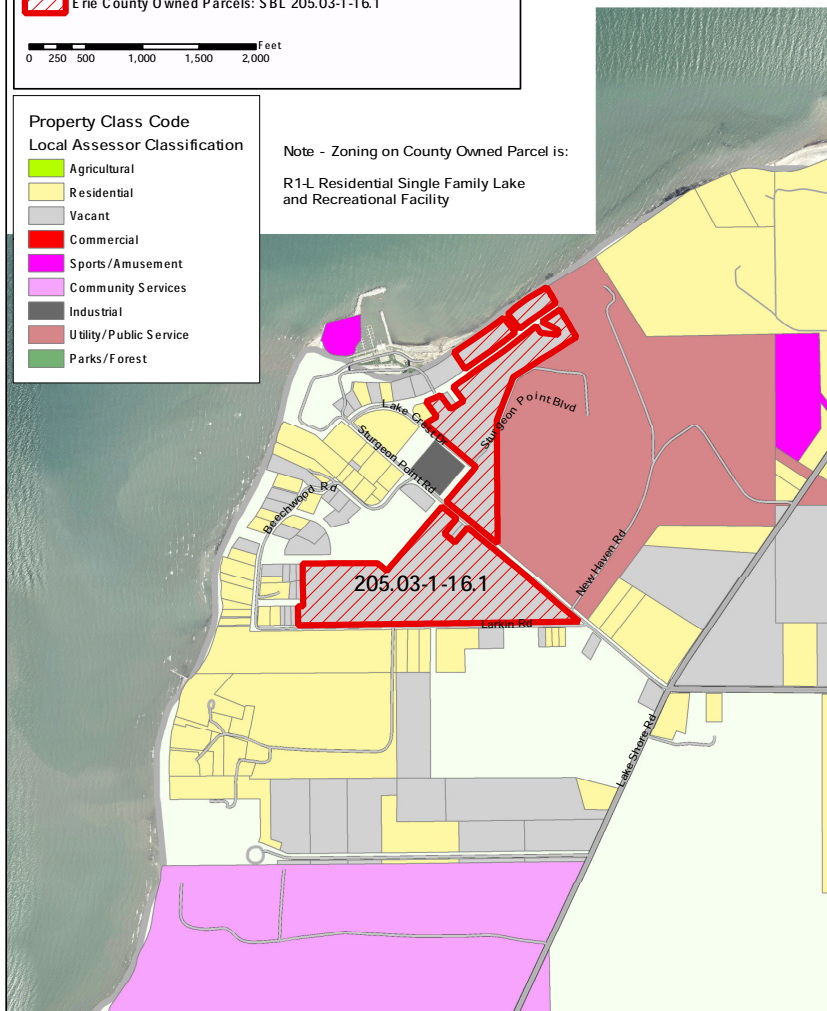 Erie County Owned Parcels: SBL 205.03-1-16.1
Feet
0 250 500 1,000 1,500 2,000
Property Class Code
Local Assessor Classification
Agricultural
Residential
Vacant
Commercial
Sports/Amusement
Community Services
Industrial
Utility/Public Service
Parks/Forest
Note - Zoning on County Owned Parcel is:
R1-L Residential Single Family Lake
and Recreational Facility
Lake Crest Dr
Sturgeon Point Blvd
Sturgeon Point Rd
Beechwood Rd
New Haven Rd
205.03-1-16.1
Larkin Rd
Lake Shore Rd